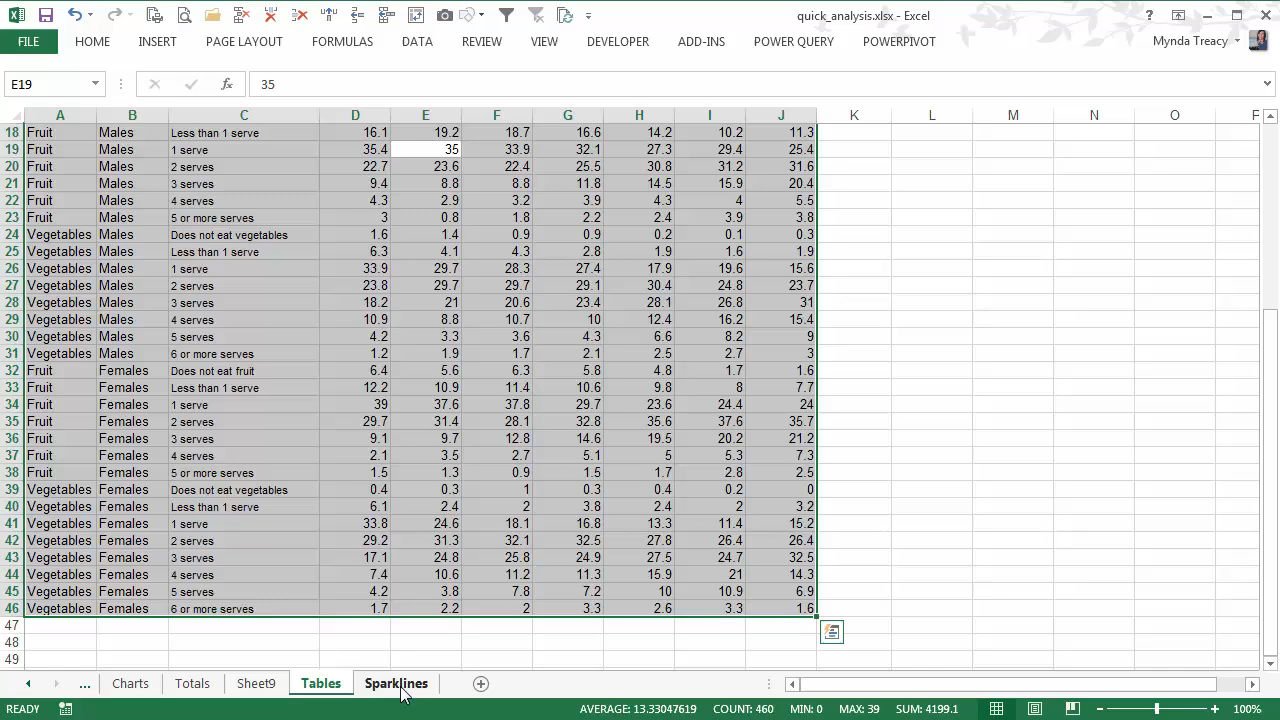 quick_analysis.xlsx - Excel
FILE HOME INSERT PAGE LAYOUT FORMULAS DATA REVIEW VIEW DEVELOPER ADD-INS POWER QUERY POWERPIVOT Mynda Treacy
E19 fx 35
A B C D E F G H I J K L M N O P
18 Fruit Males Less than 1 serve 16.1 19.2 18.7 16.6 14.2 10.2 11.3
19 Fruit Males 1 serve 35.4 35 33.9 32.1 27.3 29.4 25.4
20 Fruit Males 2 serves 22.7 23.6 22.4 25.5 30.8 31.2 31.6
21 Fruit Males 3 serves 9.4 8.8 8.8 11.8 14.5 15.9 20.4
22 Fruit Males 4 serves 4.3 2.9 3.2 3.9 4.3 4 5.5
23 Fruit Males 5 or more serves 3 0.8 1.8 2.2 2.4 3.9 3.8
24 Vegetables Males Does not eat vegetables 1.6 1.4 0.9 0.9 0.2 0.1 0.3
25 Vegetables Males Less than 1 serve 6.3 4.1 4.3 2.8 1.9 1.6 1.9
26 Vegetables Males 1 serve 33.9 29.7 28.3 27.4 17.9 19.6 15.6
27 Vegetables Males 2 serves 23.8 29.7 29.7 29.1 30.4 24.8 23.7
28 Vegetables Males 3 serves 18.2 21 20.6 23.4 28.1 26.8 31
29 Vegetables Males 4 serves 10.9 8.8 10.7 10 12.4 16.2 15.4
30 Vegetables Males 5 serves 4.2 3.3 3.6 4.3 6.6 8.2 9
31 Vegetables Males 6 or more serves 1.2 1.9 1.7 2.1 2.5 2.7 3
32 Fruit Females Does not eat fruit 6.4 5.6 6.3 5.8 4.8 1.7 1.6
33 Fruit Females Less than 1 serve 12.2 10.9 11.4 10.6 9.8 8 7.7
34 Fruit Females 1 serve 39 37.6 37.8 29.7 23.6 24.4 24
35 Fruit Females 2 serves 29.7 31.4 28.1 32.8 35.6 37.6 35.7
36 Fruit Females 3 serves 9.1 9.7 12.8 14.6 19.5 20.2 21.2
37 Fruit Females 4 serves 2.1 3.5 2.7 5.1 5 5.3 7.3
38 Fruit Females 5 or more serves 1.5 1.3 0.9 1.5 1.7 2.8 2.5
39 Vegetables Females Does not eat vegetables 0.4 0.3 1 0.3 0.4 0.2 0
40 Vegetables Females Less than 1 serve 6.1 2.4 2 3.8 2.4 2 3.2
41 Vegetables Females 1 serve 33.8 24.6 18.1 16.8 13.3 11.4 15.2
42 Vegetables Females 2 serves 29.2 31.3 32.1 32.5 27.8 26.4 26.4
43 Vegetables Females 3 serves 17.1 24.8 25.8 24.9 27.5 24.7 32.5
44 Vegetables Females 4 serves 7.4 10.6 11.2 11.3 15.9 21 14.3
45 Vegetables Females 5 serves 4.2 3.8 7.8 7.2 10 10.9 6.9
46 Vegetables Females 6 or more serves 1.7 2.2 2 3.3 2.6 3.3 1.6
47
48
49
... Charts Totals Sheet9 Tables Sparklines
READY AVERAGE: 13.33047619 COUNT: 460 MIN: 0 MAX: 39 SUM: 4199.1 100%